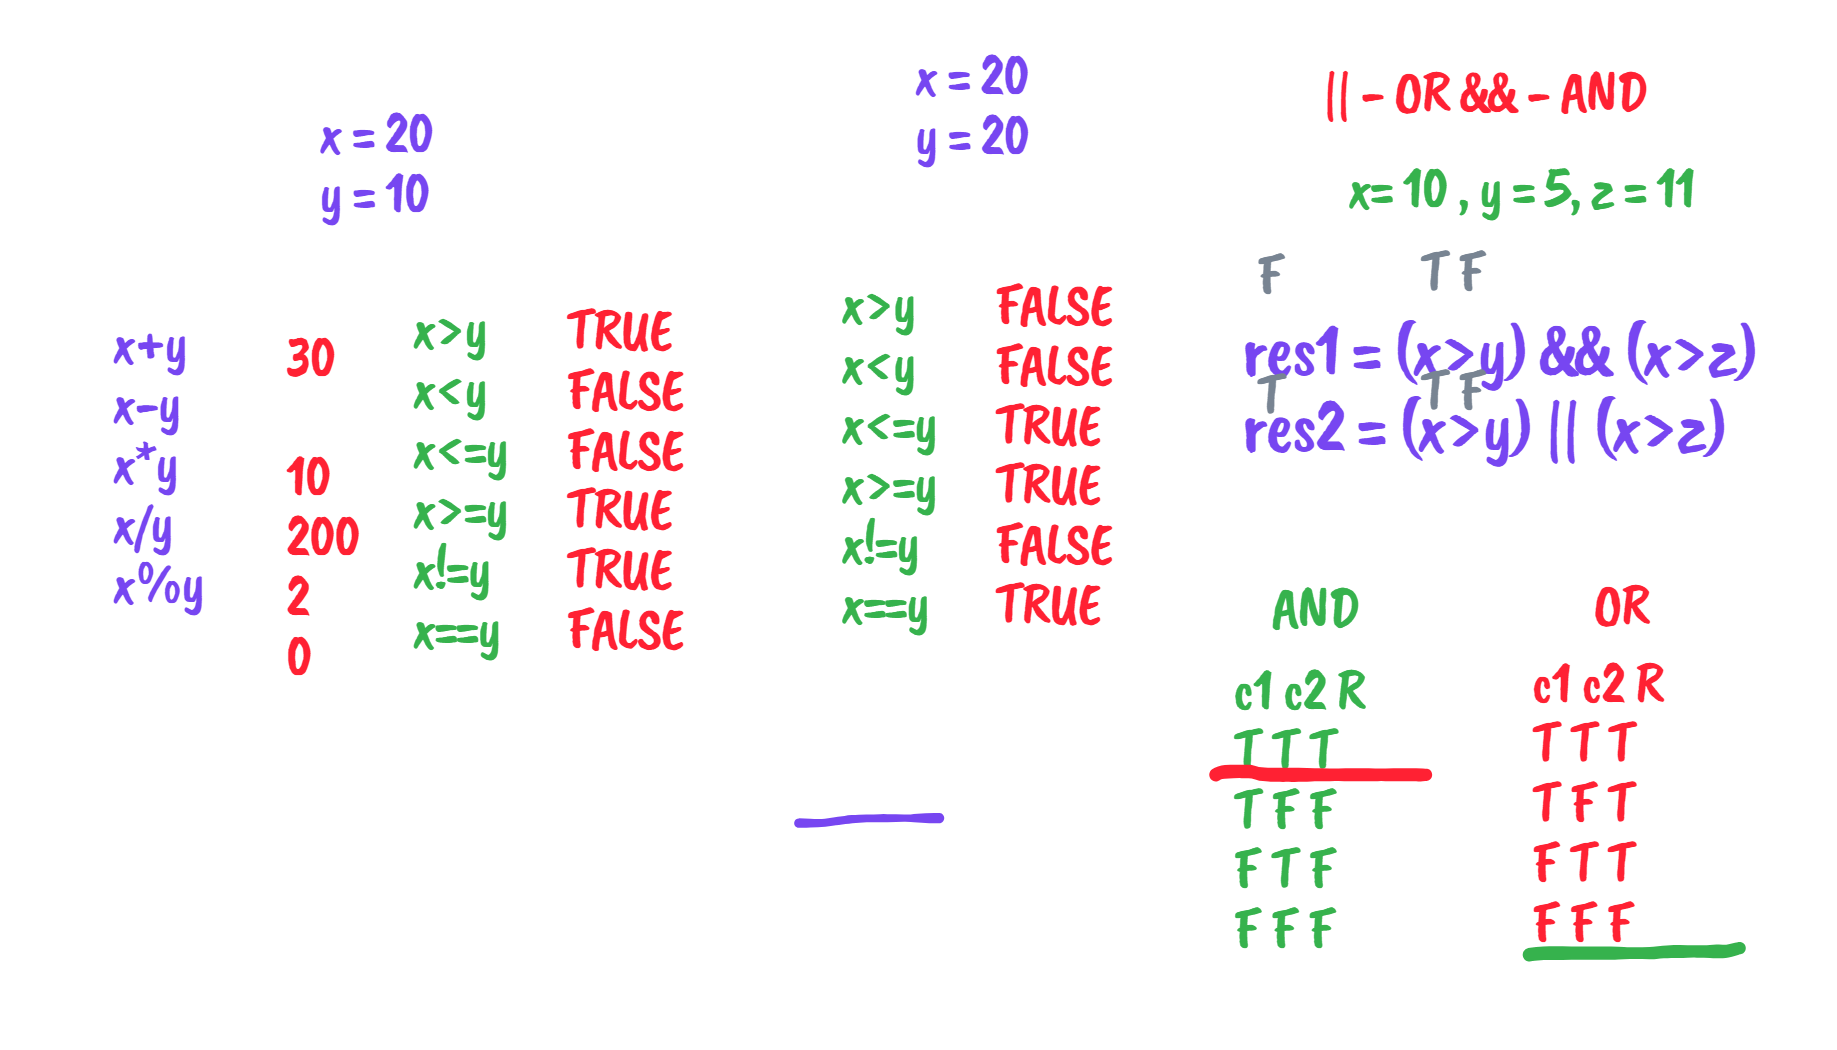 x = 20
y = 10
x+y
x-y
x*y
x/y
x%y
30
10
200
2
0
x>y
x<y
x<=y
x>=y
x!=y
x==y
TRUE
FALSE
FALSE
TRUE
TRUE
FALSE
x = 20
y = 20
x>y
x<y
x<=y
x>=y
x!=y
x==y
FALSE
FALSE
TRUE
TRUE
FALSE
TRUE
|| - OR && - AND
x= 10 , y = 5, z = 11
F T F
res1 = (x>y) && (x>z)
T T F
res2 = (x>y) || (x>z)
AND
c1 c2 R
T T T
T F F
F T F
F F F
OR
c1 c2 R
T T T
T F T
F T T
F F F